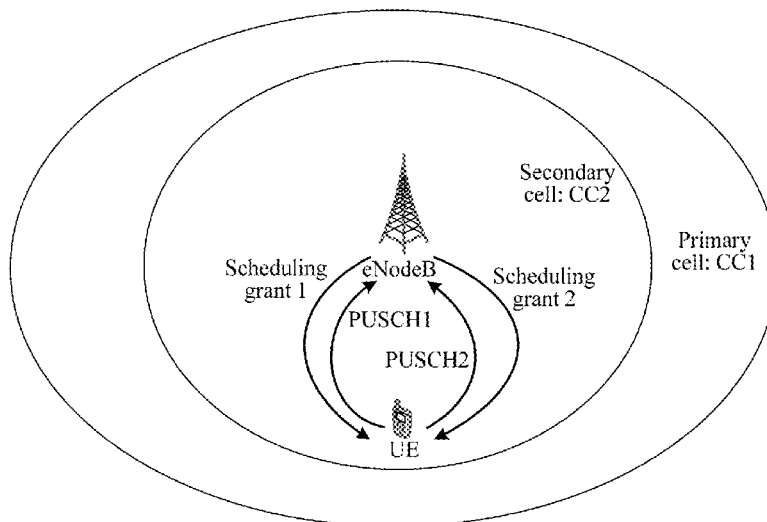 Secondary
cell: CC2
Primary
cell: CC1
Scheduling
grant 1
eNodeB
Scheduling
grant 2
PUSCH1
PUSCH2
UE